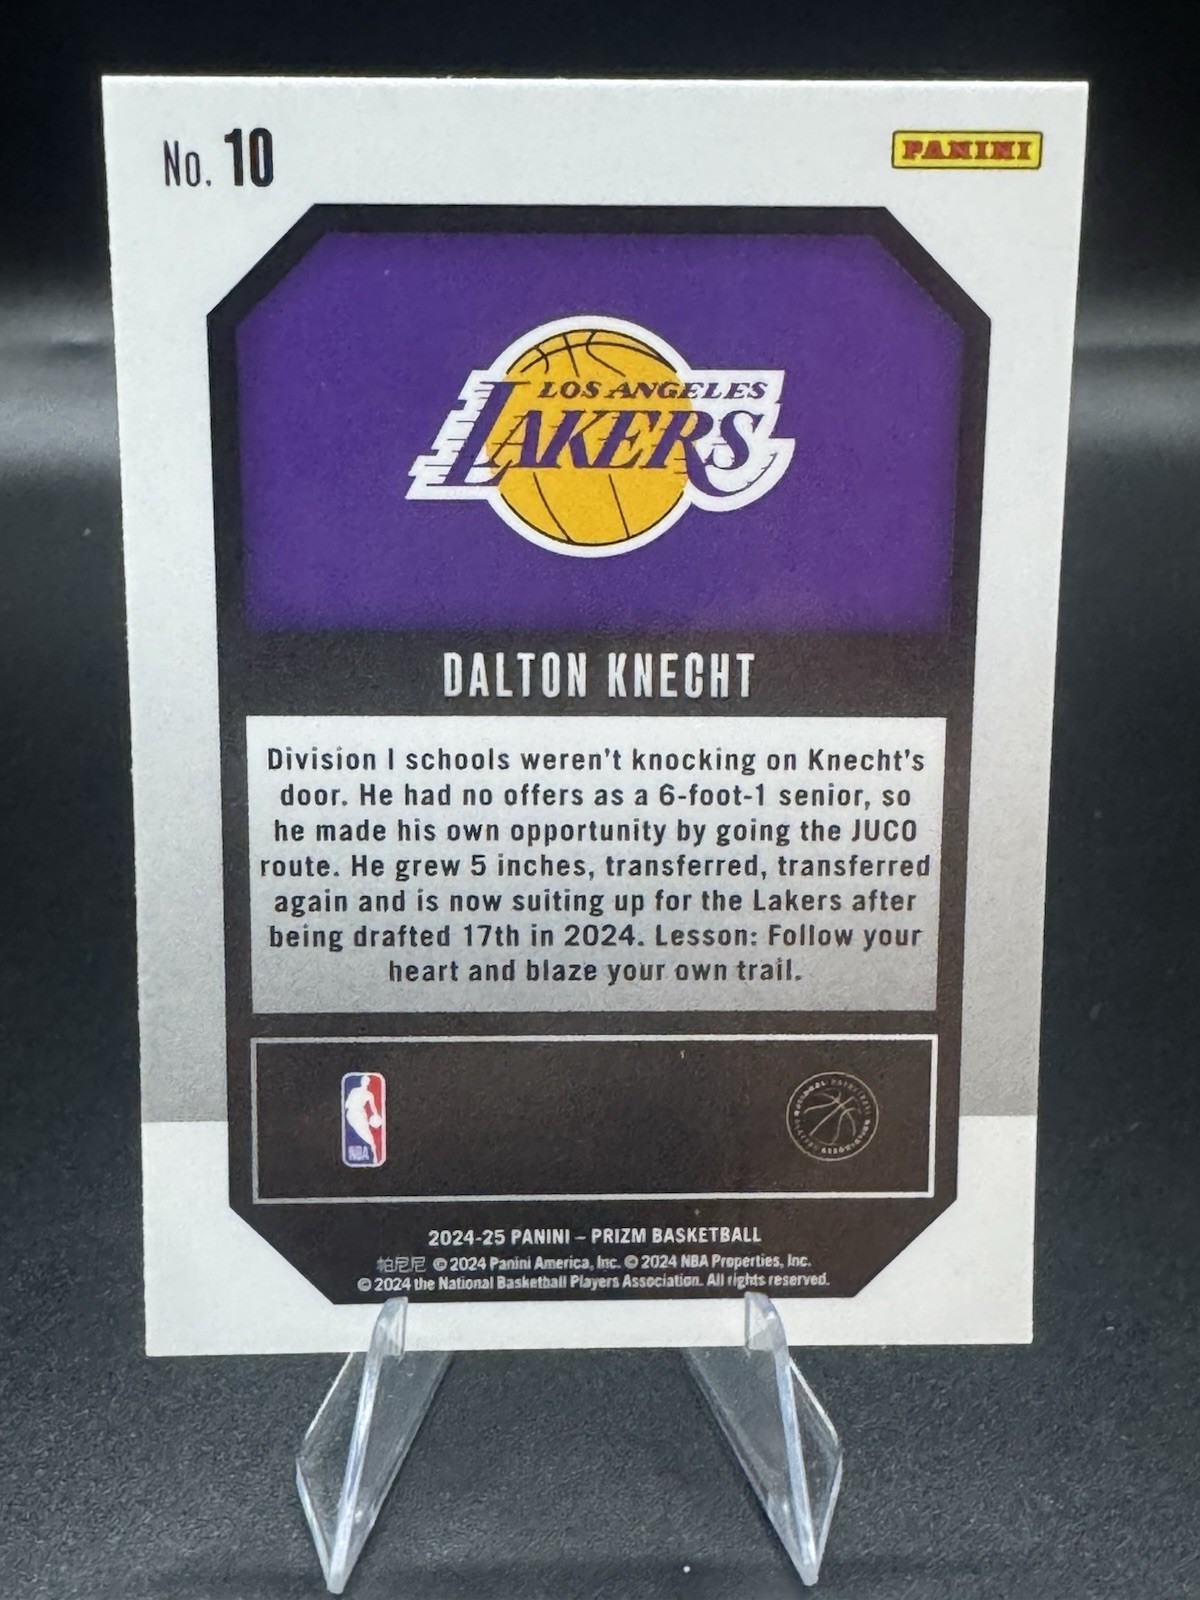 No. 10
PANINI
LOS ANGELES
LAKERS
DALTON KNECHT
Division I schools weren't knocking on Knecht's
door. He had no offers as a 6-foot-1 senior, so
he made his own opportunity by going the JUCO
route. He grew 5 inches, transferred, transferred
again and is now suiting up for the Lakers after
being drafted 17th in 2024. Lesson: Follow your
heart and blaze your own trail.
NBA
NATIONAL BASKETBALL
PLAYERS ASSOCIATION
2024-25 PANINI – PRIZM BASKETBALL
帕尼尼 © 2024 Panini America, Inc. © 2024 NBA Properties, Inc.
© 2024 the National Basketball Players Association. All rights reserved.